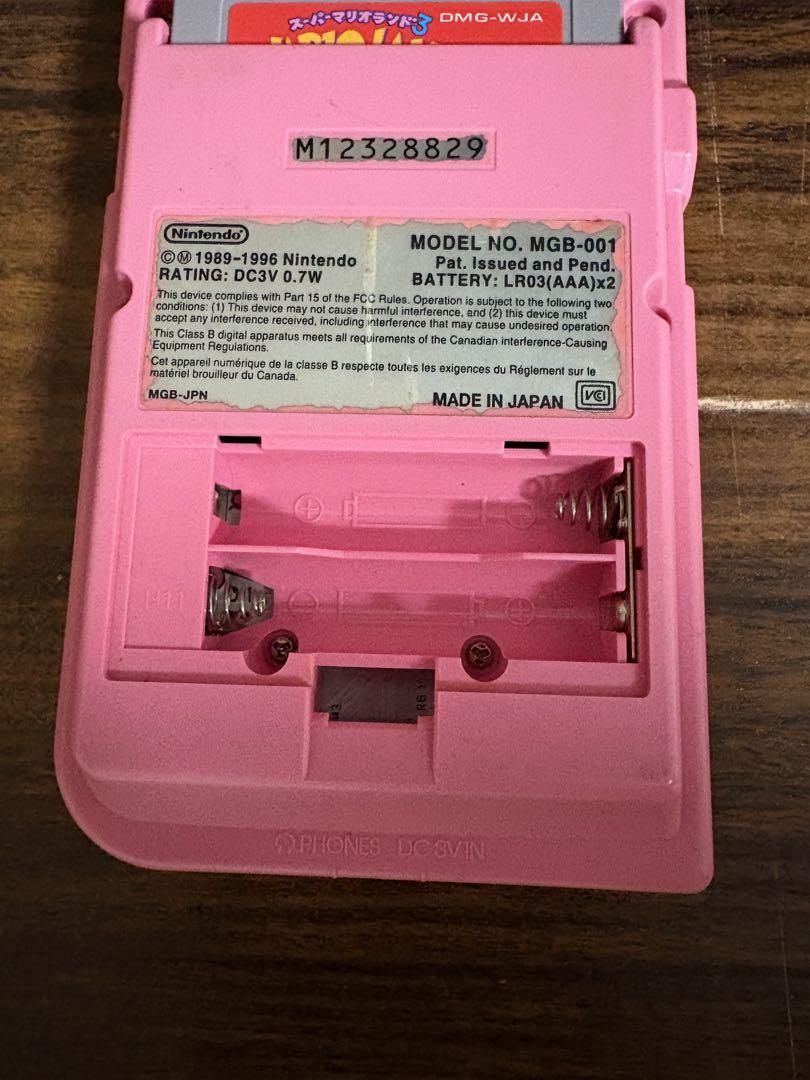 スーパーマリオランド3 DMG-WJA
M12328829
Nintendo
©Ⓜ 1989-1996 Nintendo
RATING: DC3V 0.7W
MODEL NO. MGB-001
Pat. Issued and Pend.
BATTERY: LR03(AAA)x2
This device complies with Part 15 of the FCC Rules. Operation is subject to the following two
conditions: (1) This device may not cause harmful interference, and (2) this device must
accept any interference received, including interference that may cause undesired operation.
This Class B digital apparatus meets all requirements of the Canadian interference-Causing
Equipment Regulations.
Cet appareil numérique de la classe B respecte toutes les exigences du Réglement sur le
matériel brouilleur du Canada.
MGB-JPN
MADE IN JAPAN
VCI
PHONES DC 3V IN